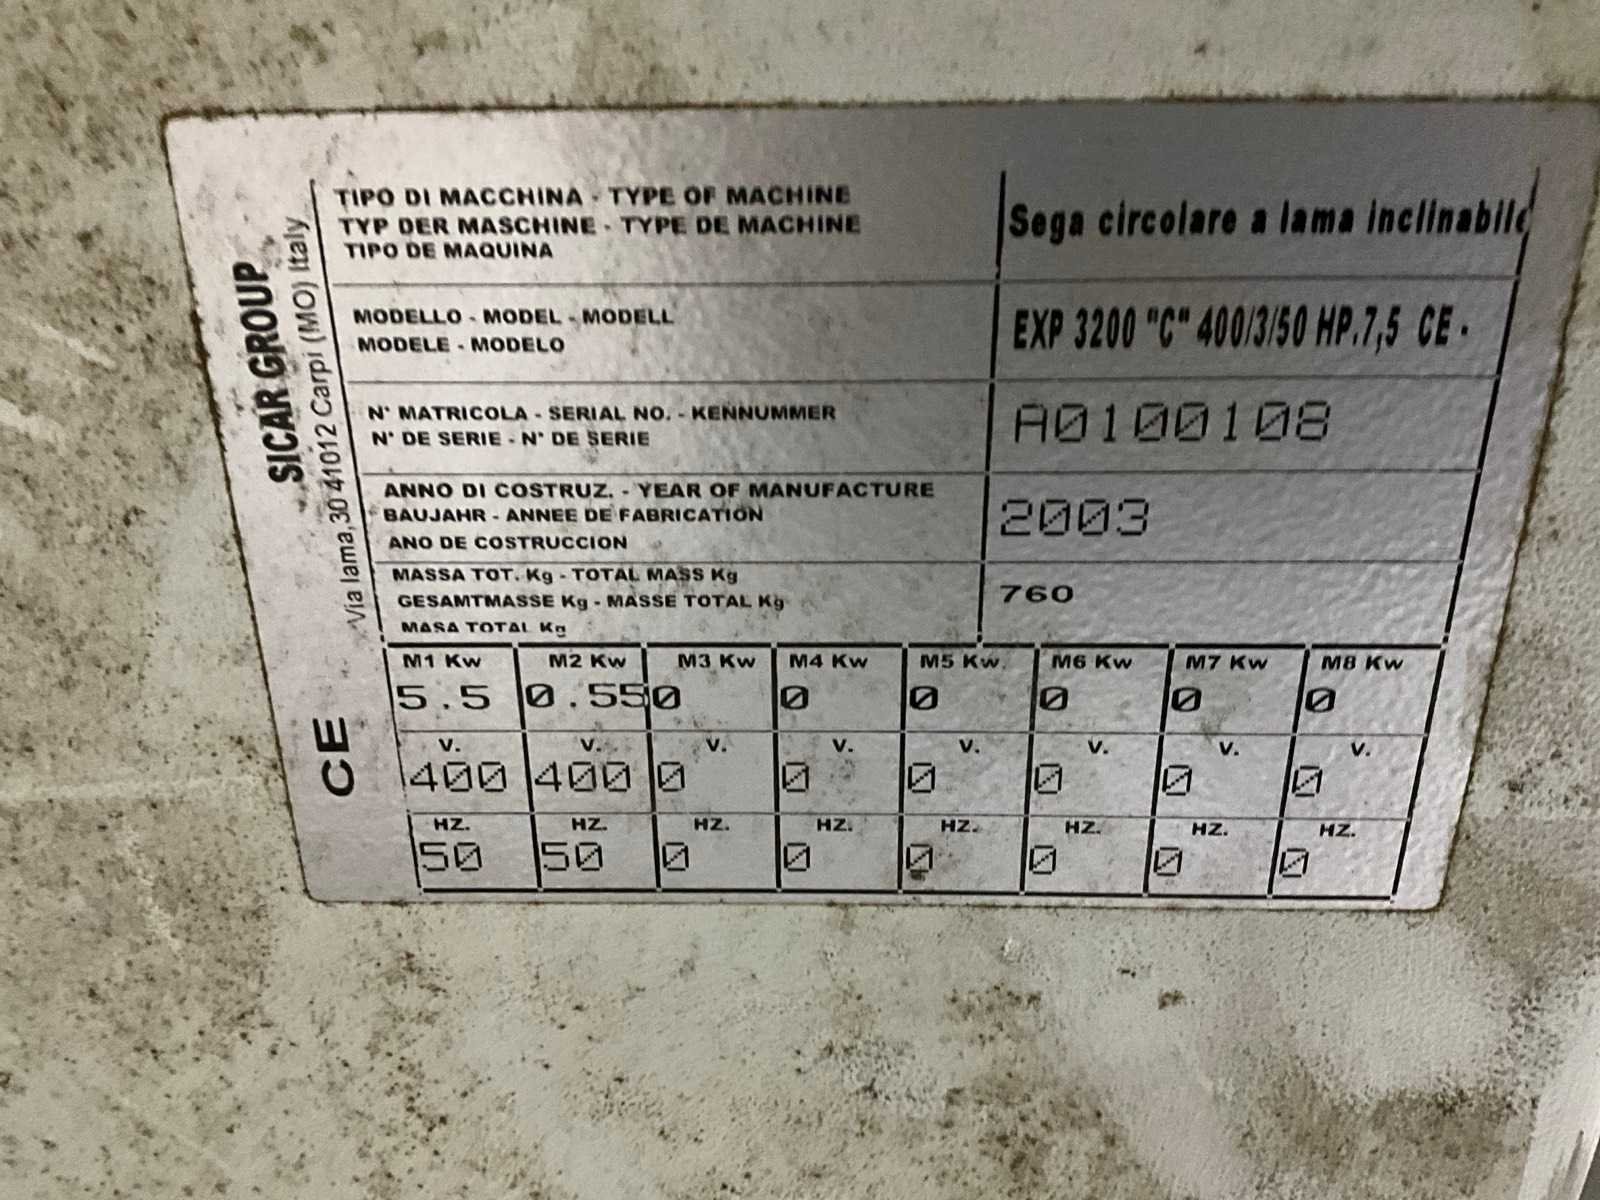 SICAR GROUP
Via lama, 30 41012 Carpi (MO) Italy
CE
TIPO DI MACCHINA - TYPE OF MACHINE
TYP DER MASCHINE - TYPE DE MACHINE
TIPO DE MAQUINA
Sega circolare a lama inclinabile
MODELLO - MODEL - MODELL
MODELE - MODELO
EXP 3200 "C" 400/3/50 HP.7,5 CE -
N° MATRICOLA - SERIAL NO. - KENNUMMER
N° DE SERIE - N° DE SERIE
A0100108
ANNO DI COSTRUZ. - YEAR OF MANUFACTURE
BAUJAHR - ANNEE DE FABRICATION
ANO DE COSTRUCCION
2003
MASSA TOT. Kg - TOTAL MASS Kg
GESAMTMASSE Kg - MASSE TOTAL Kg
MASA TOTAL Kg
760
M1 Kw M2 Kw M3 Kw M4 Kw M5 Kw M6 Kw M7 Kw M8 Kw
5.5 0.55 0 0 0 0 0 0
V. V. V. V. V. V. V. V.
400 400 0 0 0 0 0 0
HZ. HZ. HZ. HZ. HZ. HZ. HZ. HZ.
50 50 0 0 0 0 0 0